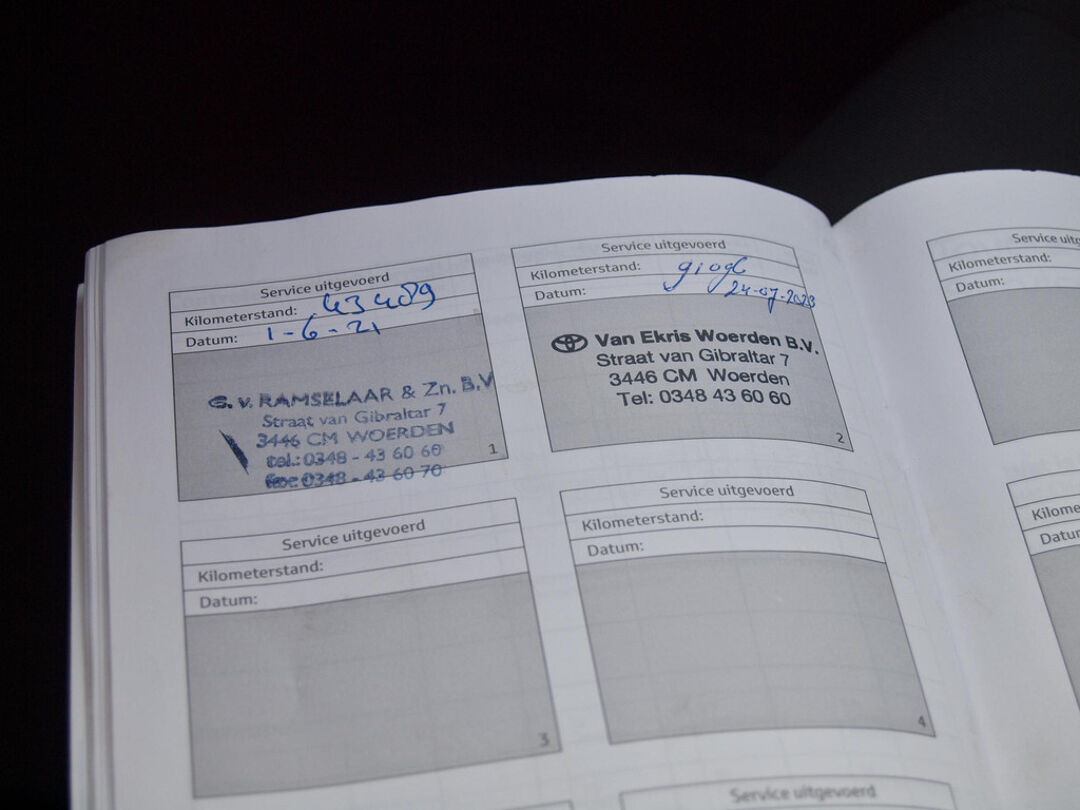 Service uitgevoerd
Kilometerstand: 43409
Datum: 1-6-21
G. v. RAMSELAAR & Zn. B.V
Straat van Gibraltar 7
3446 CM WOERDEN
tel.: 0348 - 43 60 60
fax: 0348 - 43 60 70
1
Service uitgevoerd
Kilometerstand:
Datum: 24-07-2023
Van Ekris Woerden B.V.
Straat van Gibraltar 7
3446 CM Woerden
Tel: 0348 43 60 60
2
Service uitg
Kilometerstand:
Datum:
Service uitgevoerd
Kilometerstand:
Datum:
3
Service uitgevoerd
Kilometerstand:
Datum:
4
Kilome
Datum
Service uitgevoerd